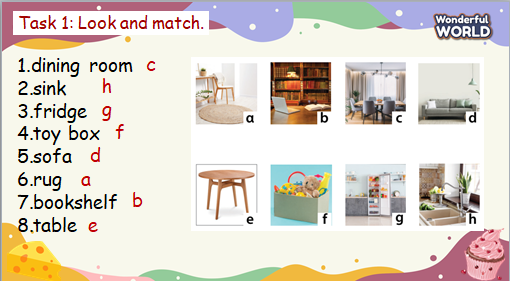 Task 1: Look and match.
Wonderful
WORLD
1.dining room c
2.sink h
3.fridge g
4.toy box f
5.sofa d
6.rug a
7.bookshelf b
8.table e
a b c d
e f g h